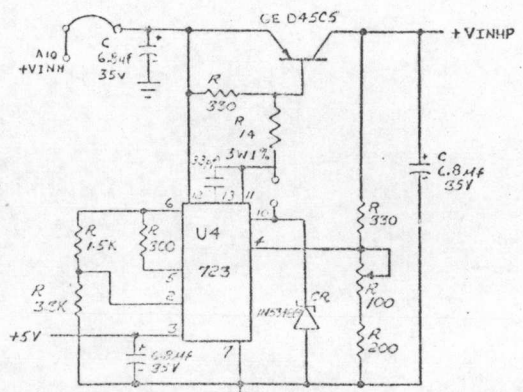 GE D45C5
+VINHP
A10
+VINH
C
6.8uf
35V
R
330
R
14
3W 1%
C
6.8uf
35V
12
13
11
6
10
U4
R
1.5K
R
300
4
R
330
723
5
R
3.3K
2
CR
R
100
+5V
3
R
200
6.8uf
35V
7